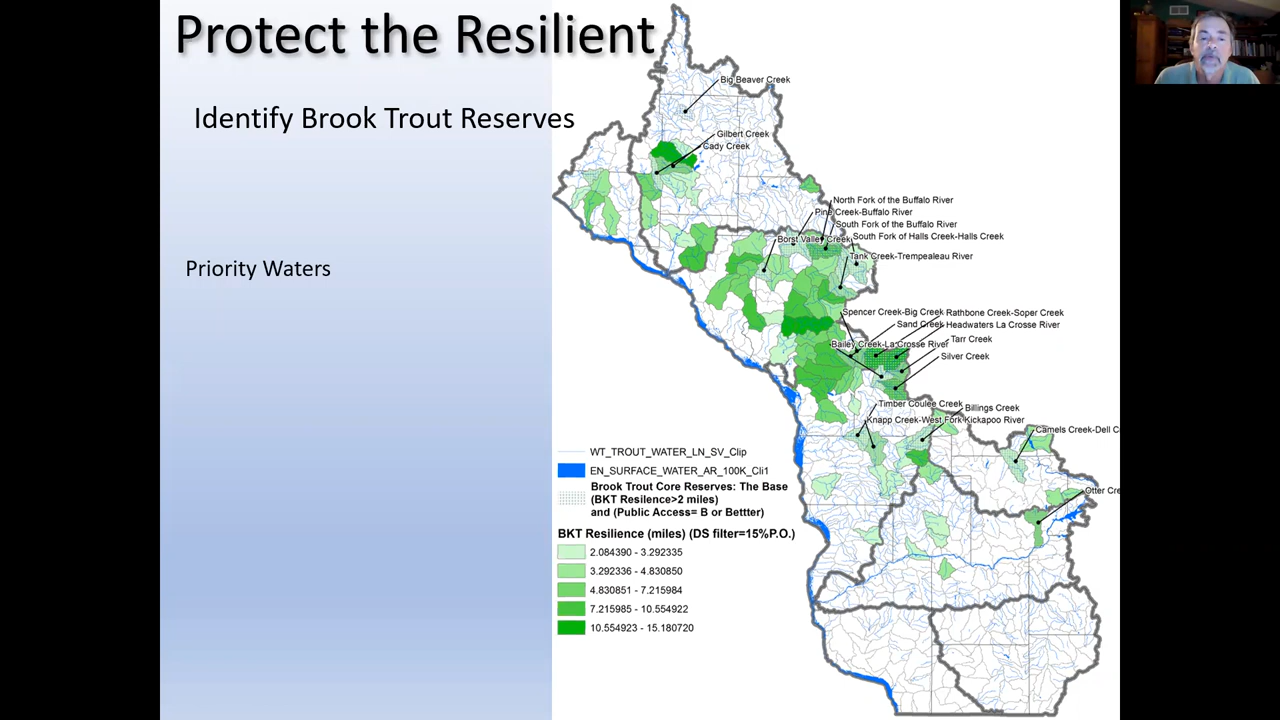 Protect the Resilient
Identify Brook Trout Reserves
Priority Waters
Big Beaver Creek
Gilbert Creek
Cady Creek
North Fork of the Buffalo River
Pine Creek-Buffalo River
South Fork of the Buffalo River
Borst Valley Creek
South Fork of Halls Creek-Halls Creek
Tank Creek-Trempealeau River
Spencer Creek-Big Creek
Rathbone Creek-Soper Creek
Sand Creek
Headwaters La Crosse River
Bailey Creek-La Crosse River
Tarr Creek
Silver Creek
Timber Coulee Creek
Billings Creek
Knapp Creek-West Fork Kickapoo River
Camels Creek-Dell C
Otter Cre
WT_TROUT_WATER_LN_SV_Clip
EN_SURFACE_WATER_AR_100K_Cli1
Brook Trout Core Reserves: The Base
(BKT Resilence>2 miles)
and (Public Access= B or Bettter)
BKT Resilience (miles) (DS filter=15%P.O.)
2.084390 - 3.292335
3.292336 - 4.830850
4.830851 - 7.215984
7.215985 - 10.554922
10.554923 - 15.180720